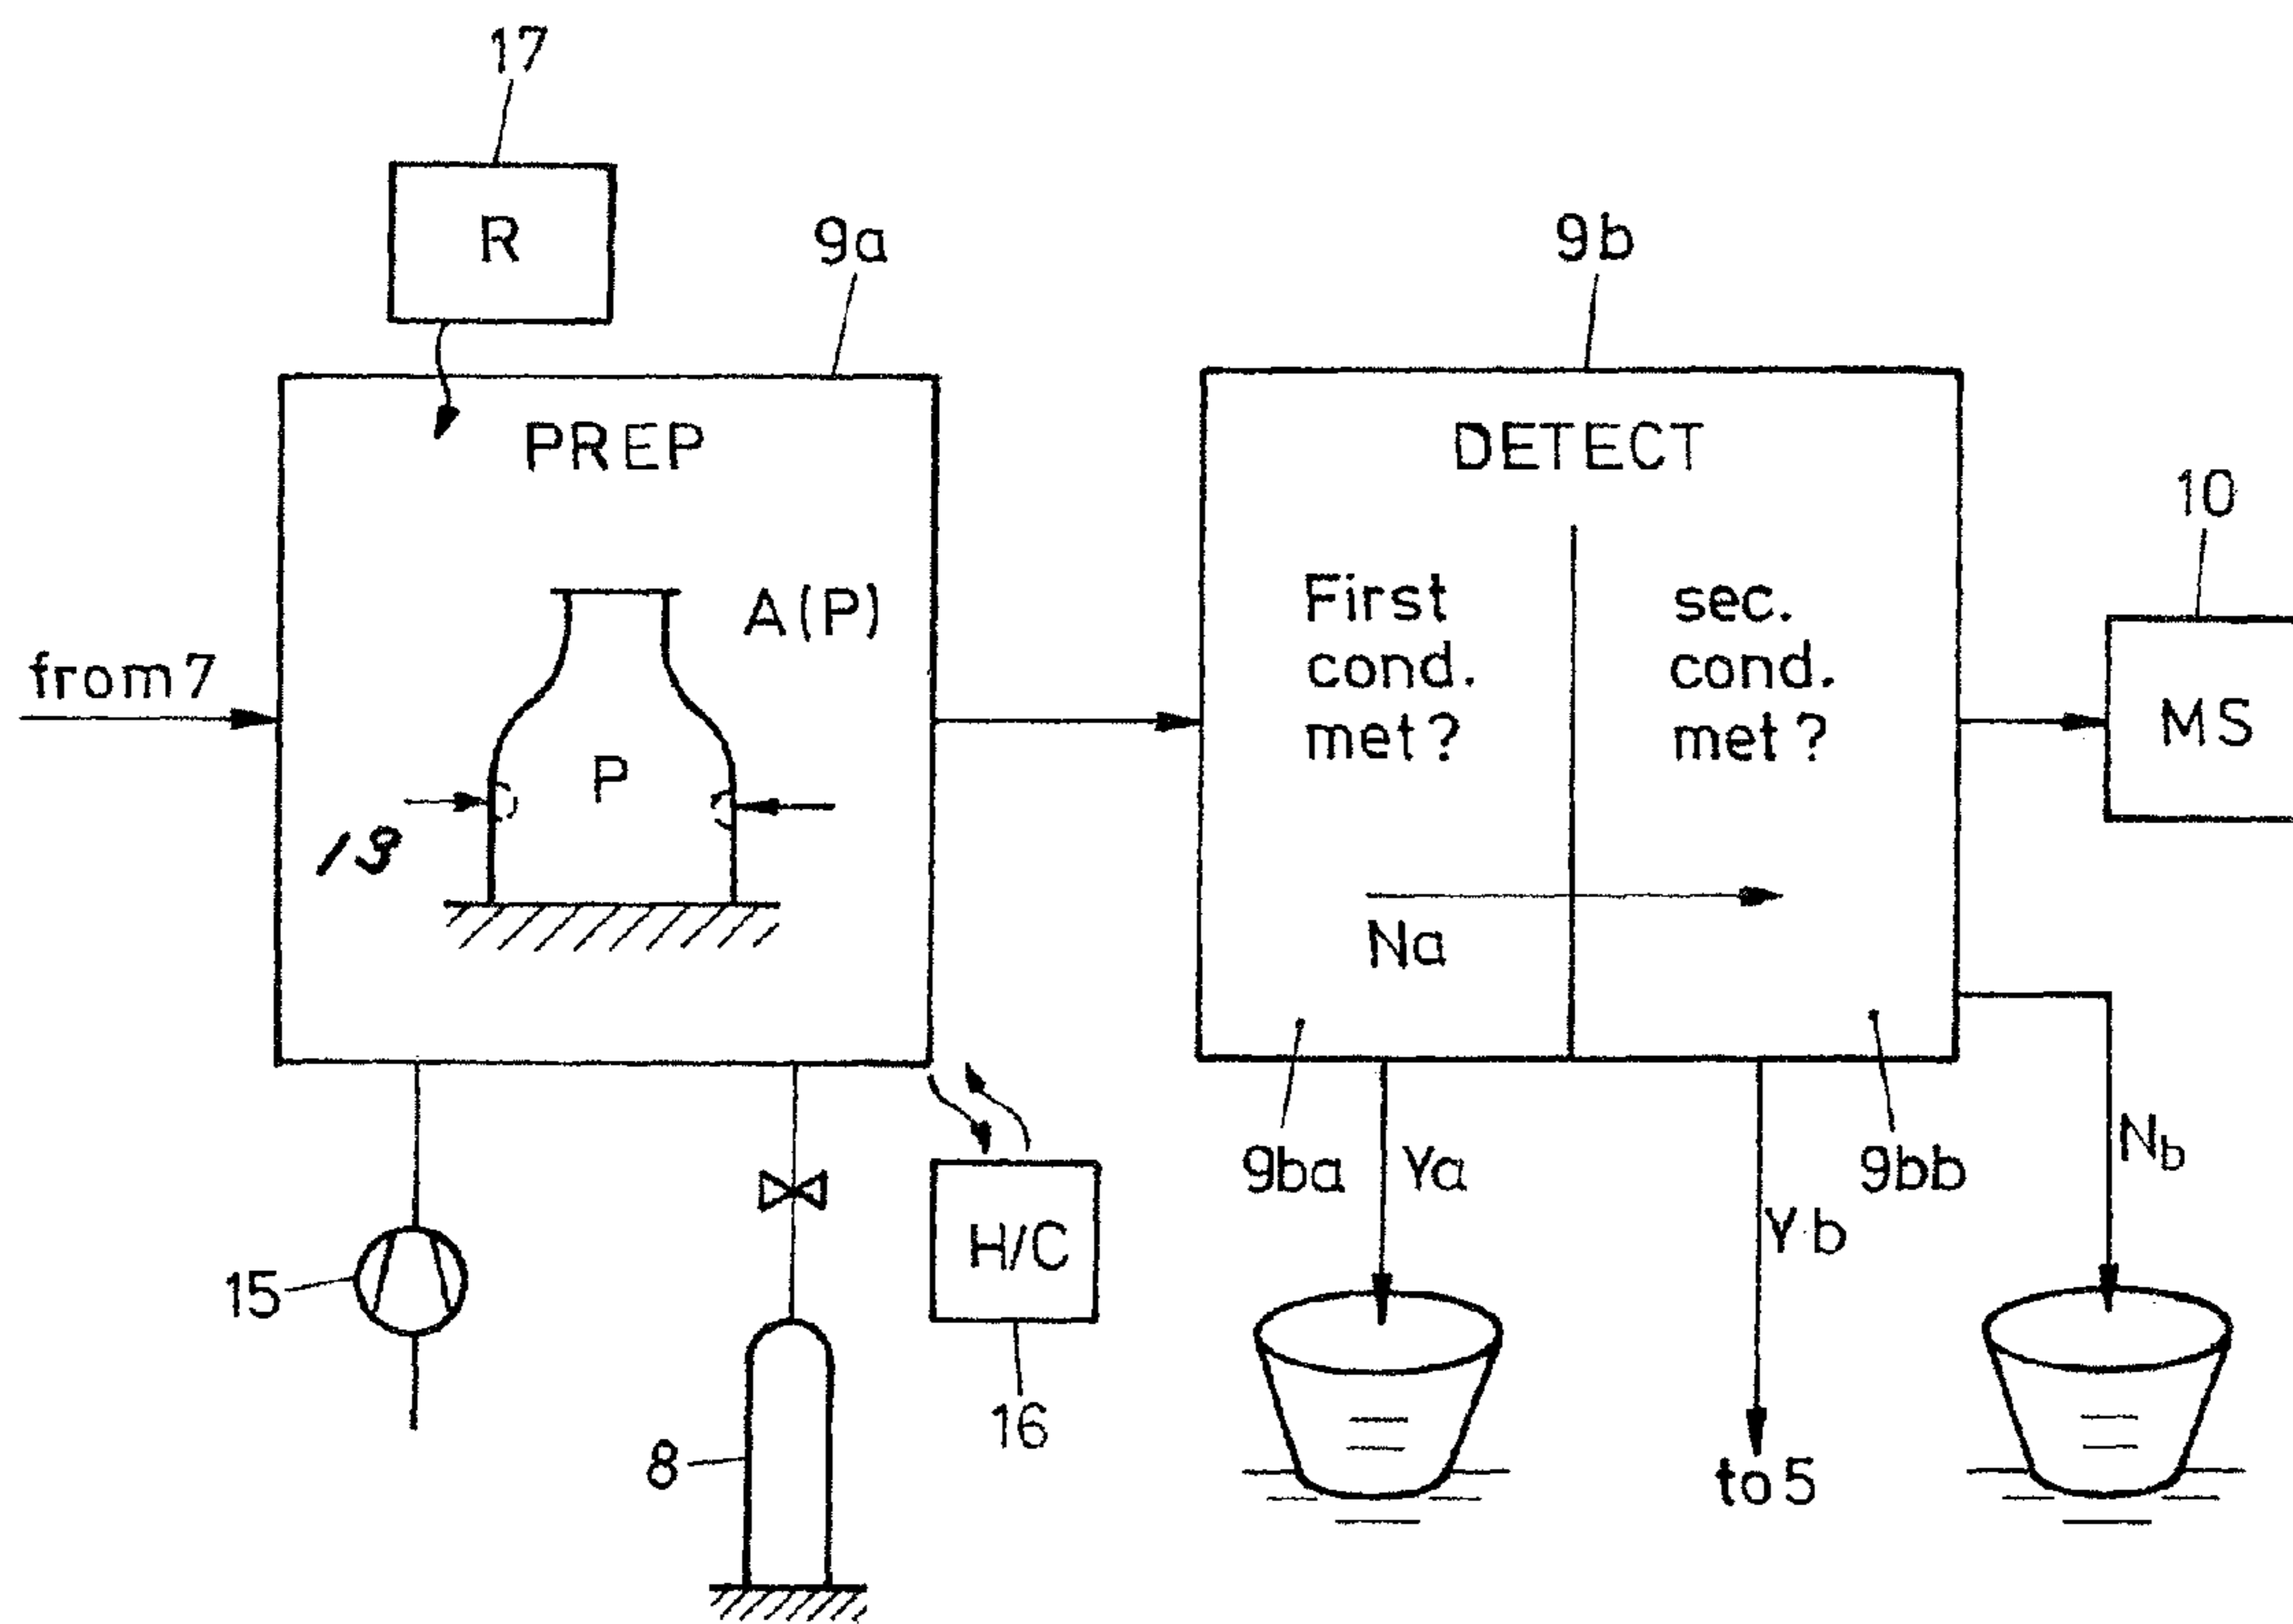 17
R
9a
9b
PREP
DETECT
10
A(P)
First
cond.
met?
sec.
cond.
met?
from 7
MS
P
Na
9ba
Ya
9bb
Nb
H/C
Yb
15
16
8
to 5